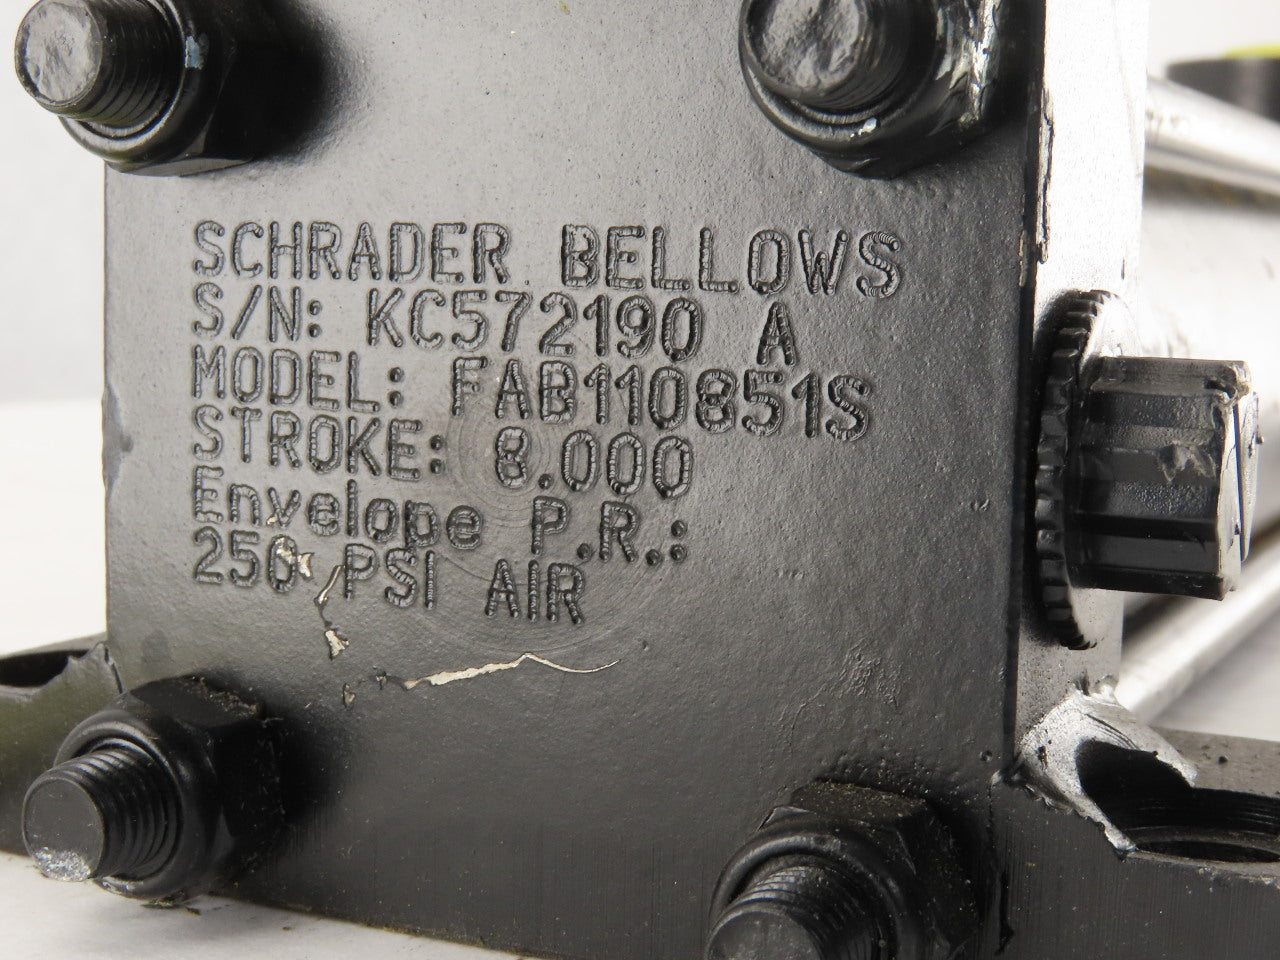 SCHRADER BELLOWS
S/N: KC572190 A
MODEL: FAB110851S
STROKE: 8.000
Envelope P.R.:
250 PSI AIR